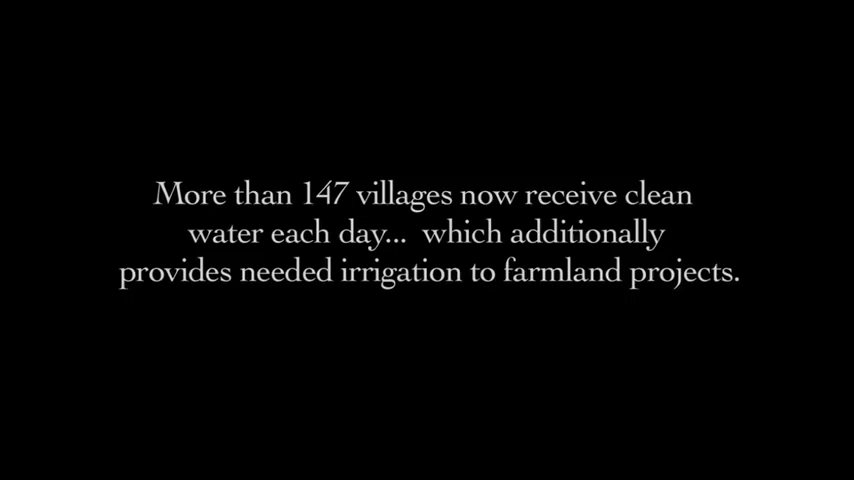 More than 147 villages now receive clean
water each day... which additionally
provides needed irrigation to farmland projects.